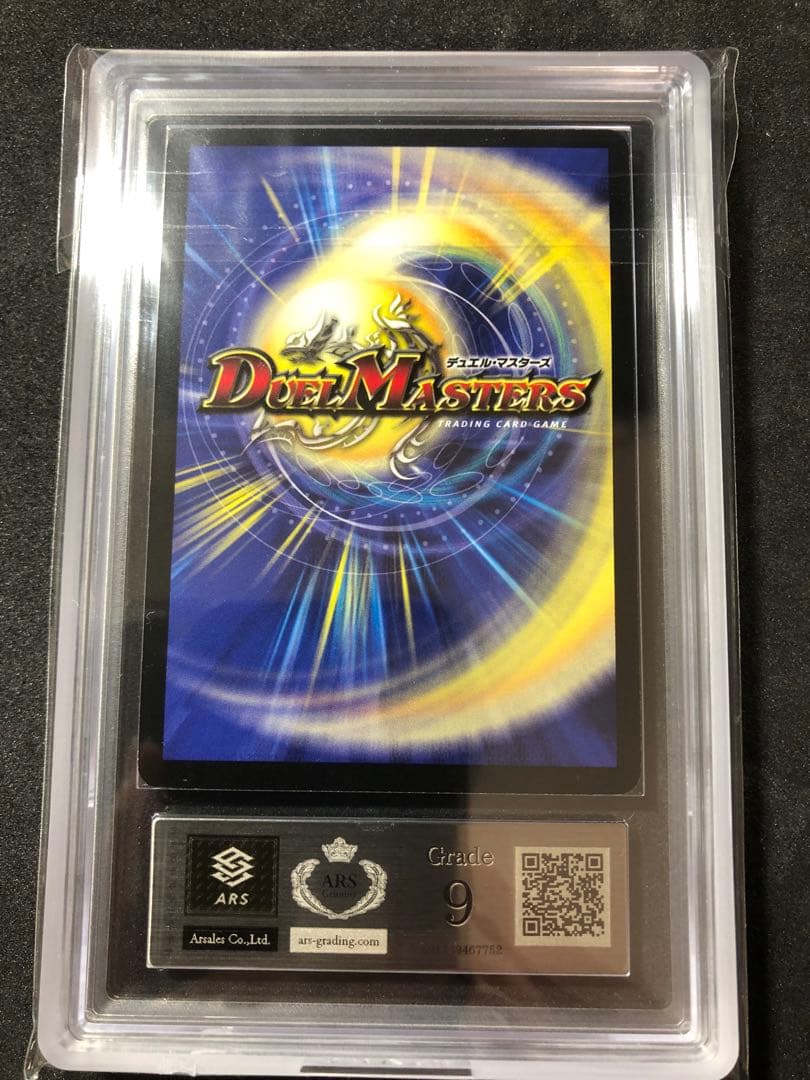 デュエル・マスターズ
DUEL MASTERS
TRADING CARD GAME
ARS
Arsales Co.,Ltd.
ARS
Genuine
ars-grading.com
Grade
9